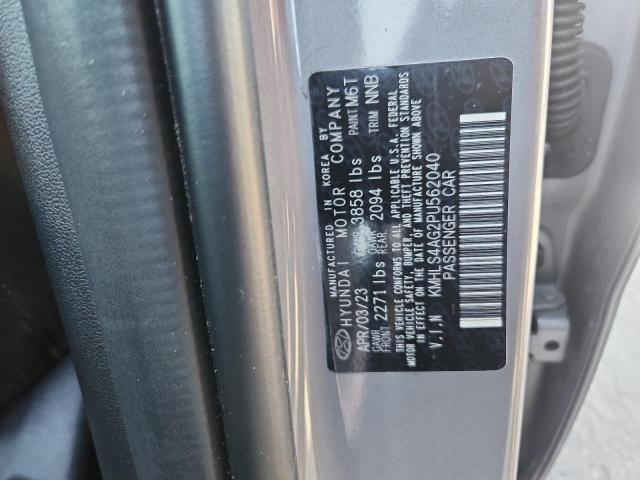 MANUFACTURED IN KOREA BY
HYUNDAI MOTOR COMPANY
APR/03/23 GVWR 3858 lbs PAINT M6T
GAWR FRONT 2271 lbs GAWR REAR 2094 lbs TRIM NNB
THIS VEHICLE CONFORMS TO ALL APPLICABLE U.S.A. FEDERAL
MOTOR VEHICLE SAFETY, BUMPER, AND THEFT PREVENTION STANDARDS
IN EFFECT ON THE DATE OF MANUFACTURE SHOWN ABOVE
V.I.N KMHLS4AG2PU562040
PASSENGER CAR